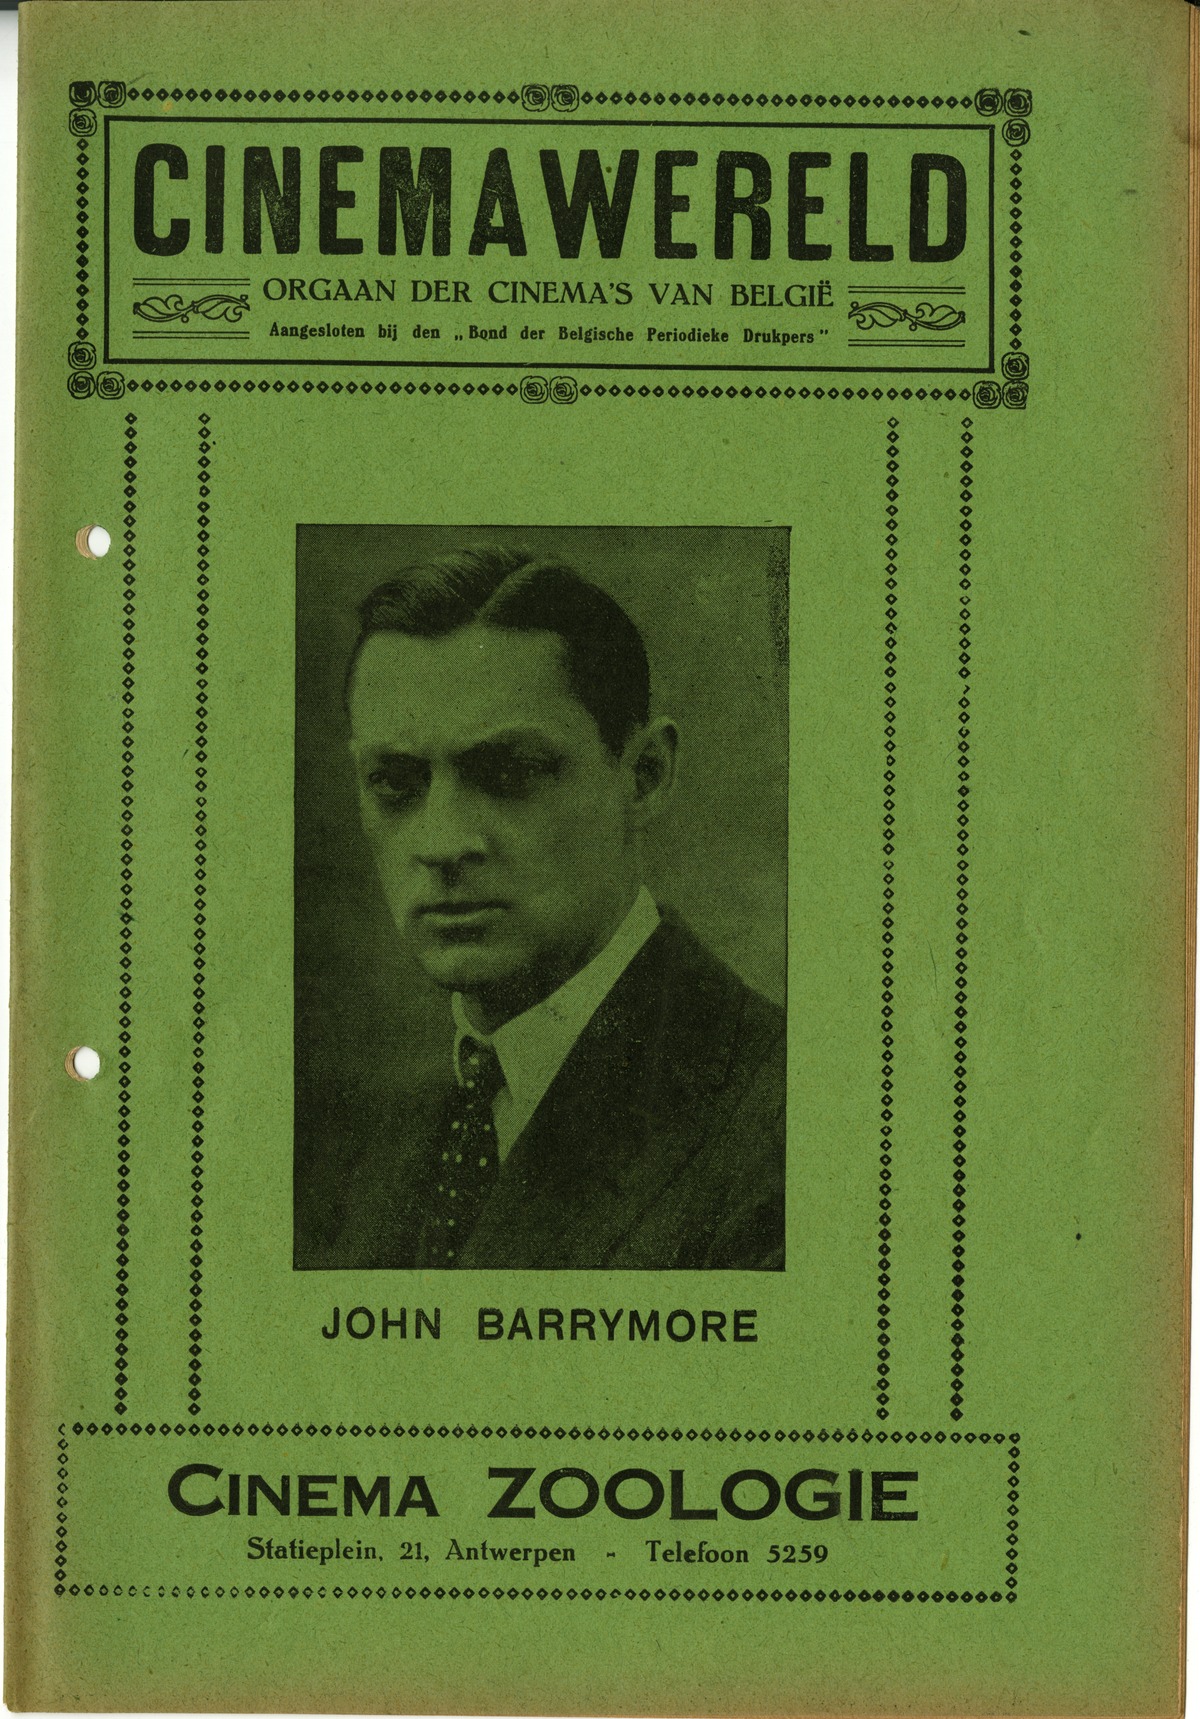 CINEMAWERELD
ORGAAN DER CINEMA'S VAN BELGIË
Aangesloten bij den „Bond der Belgische Periodieke Drukpers"
JOHN BARRYMORE
CINEMA ZOOLOGIE
Statieplein, 21, Antwerpen - Telefoon 5259